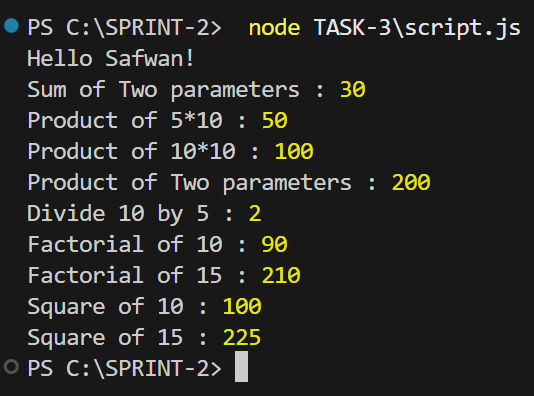 PS C:\SPRINT-2>  node TASK-3\script.js
Hello Safwan!
Sum of Two parameters : 30
Product of 5*10 : 50
Product of 10*10 : 100
Product of Two parameters : 200
Divide 10 by 5 : 2
Factorial of 10 : 90
Factorial of 15 : 210
Square of 10 : 100
Square of 15 : 225
PS C:\SPRINT-2>